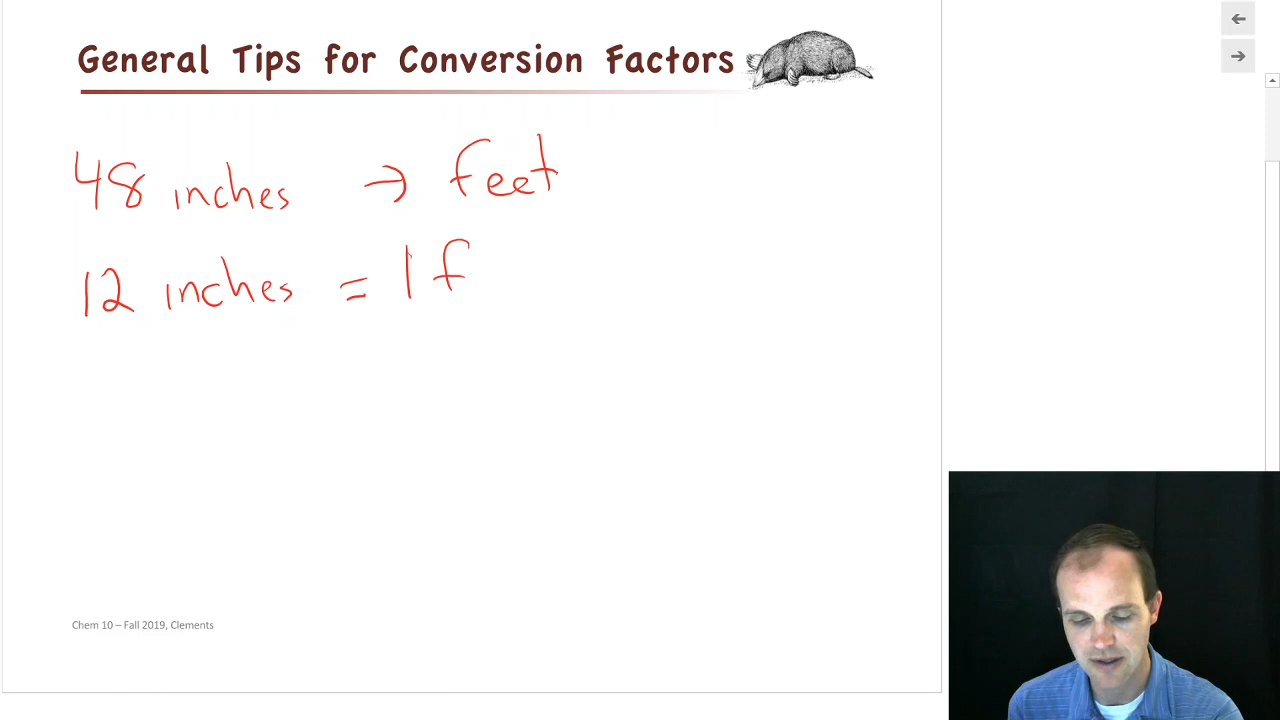 General Tips for Conversion Factors
48 inches → feet
12 inches = 1 f
Chem 10 – Fall 2019, Clements